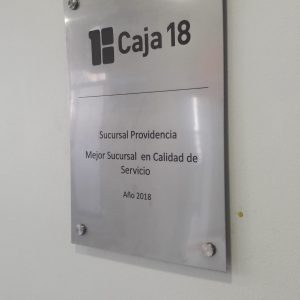 Caja 18
Sucursal Providencia
Mejor Sucursal en Calidad de
Servicio
Año 2018